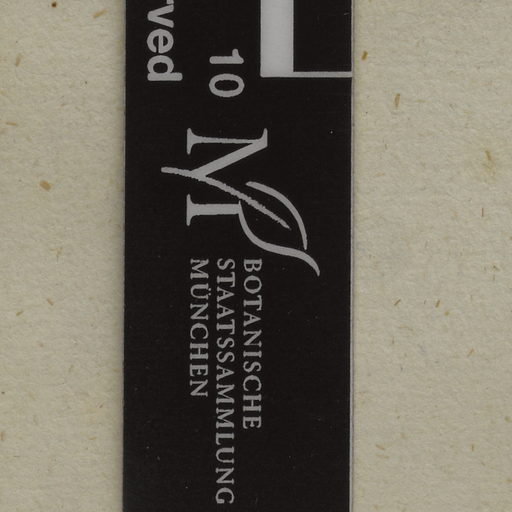 rved
10
M
BOTANISCHE
STAATSSAMMLUNG
MÜNCHEN